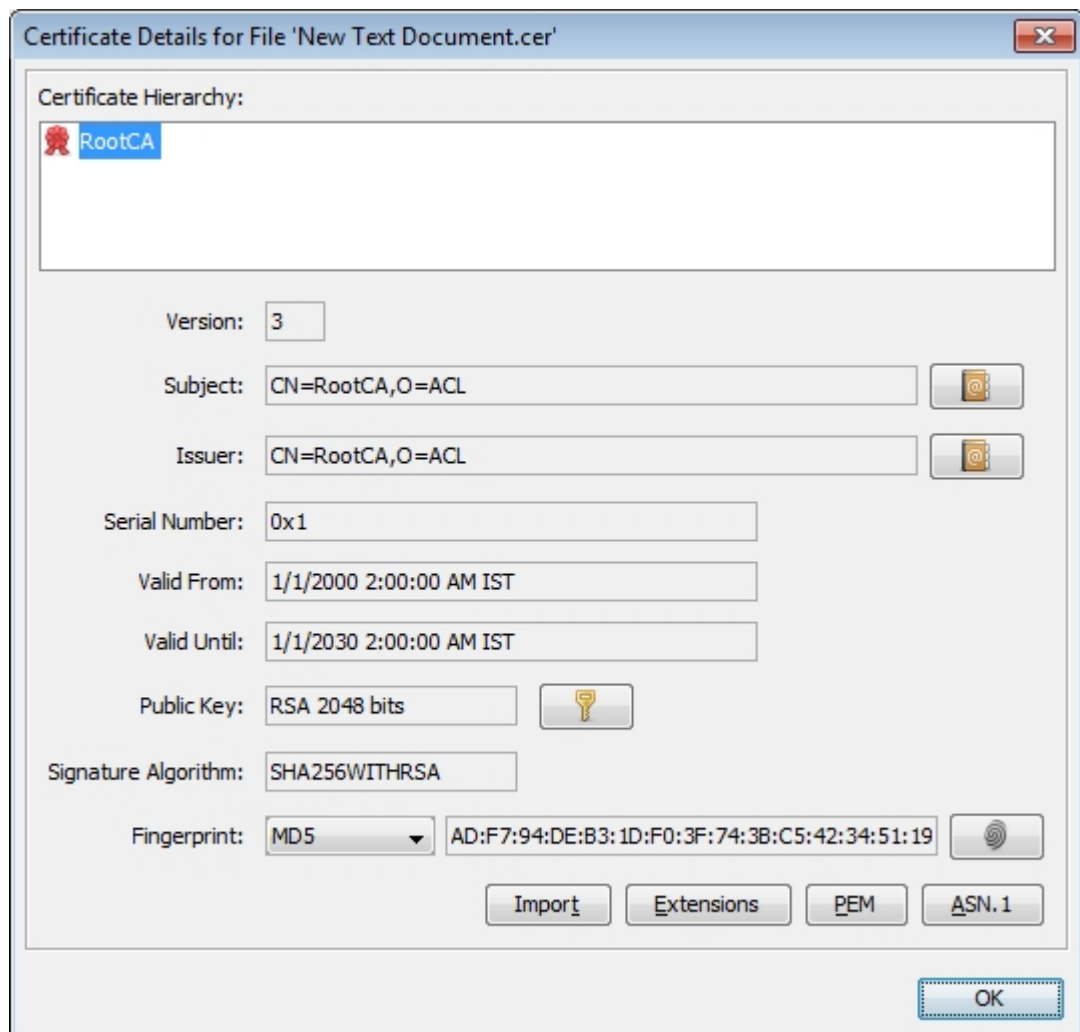 Certificate Details for File 'New Text Document.cer'
Certificate Hierarchy:
RootCA
Version: 3
Subject: CN=RootCA,O=ACL
Issuer: CN=RootCA,O=ACL
Serial Number: 0x1
Valid From: 1/1/2000 2:00:00 AM IST
Valid Until: 1/1/2030 2:00:00 AM IST
Public Key: RSA 2048 bits
Signature Algorithm: SHA256WITHRSA
Fingerprint: MD5 AD:F7:94:DE:B3:1D:F0:3F:74:3B:C5:42:34:51:19
Import Extensions PEM ASN.1
OK